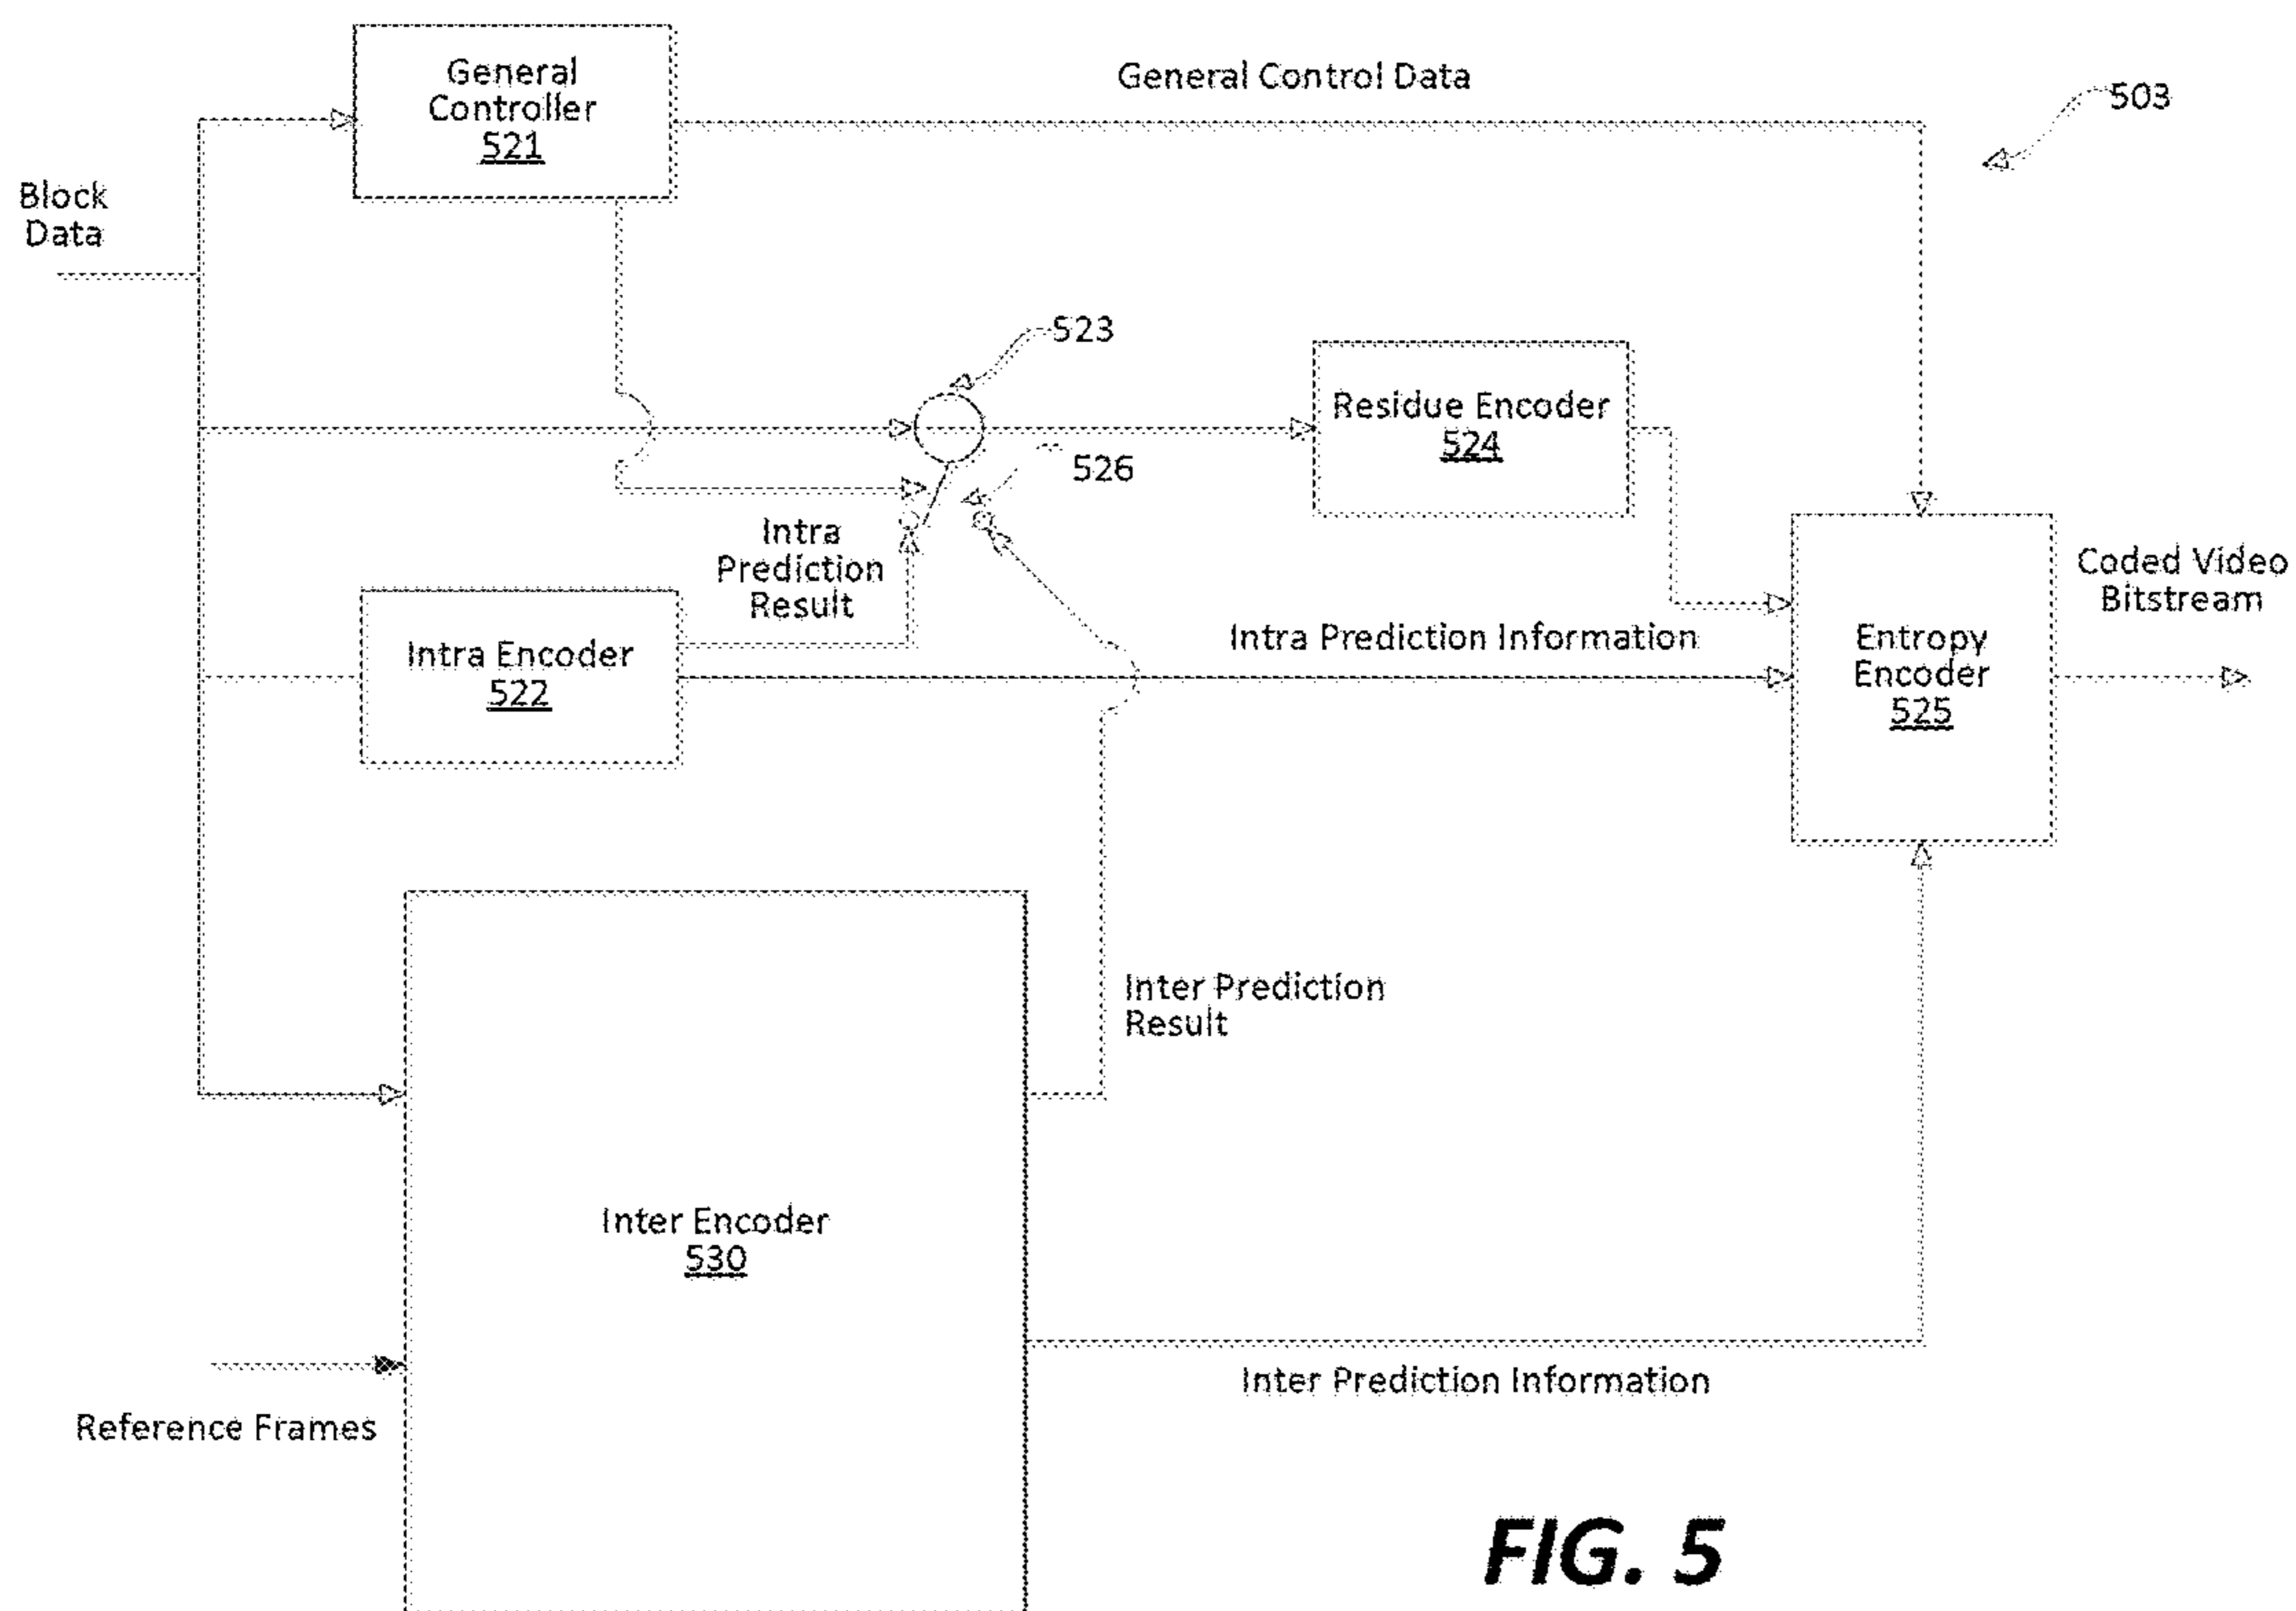 General
Controller
521
General Control Data
503
Block
Data
523
Residue Encoder
524
526
Intra
Prediction
Result
Coded Video
Bitstream
Intra Encoder
522
Intra Prediction Information
Entropy
Encoder
525
Inter Prediction
Result
Inter Encoder
530
Inter Prediction Information
Reference Frames
FIG. 5